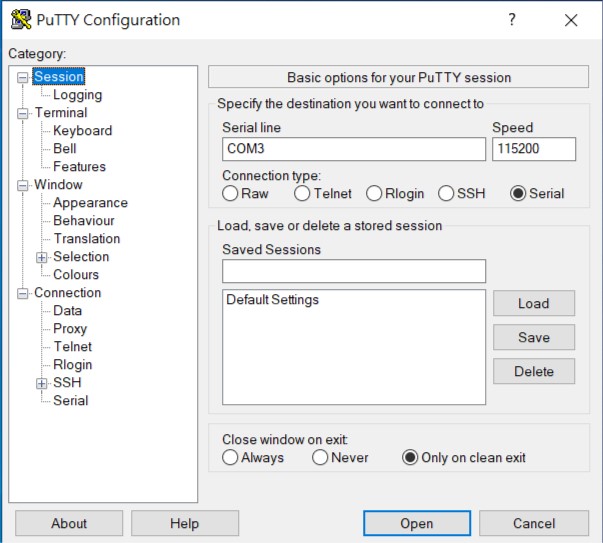 PuTTY Configuration
?
Category:
Session
Logging
Terminal
Keyboard
Bell
Features
Window
Appearance
Behaviour
Translation
Selection
Colours
Connection
Data
Proxy
Telnet
Rlogin
SSH
Serial
Basic options for your PuTTY session
Specify the destination you want to connect to
Serial line Speed
COM3 115200
Connection type:
Raw Telnet Rlogin SSH Serial
Load, save or delete a stored session
Saved Sessions
Default Settings
Load
Save
Delete
Close window on exit:
Always Never Only on clean exit
About Help Open Cancel